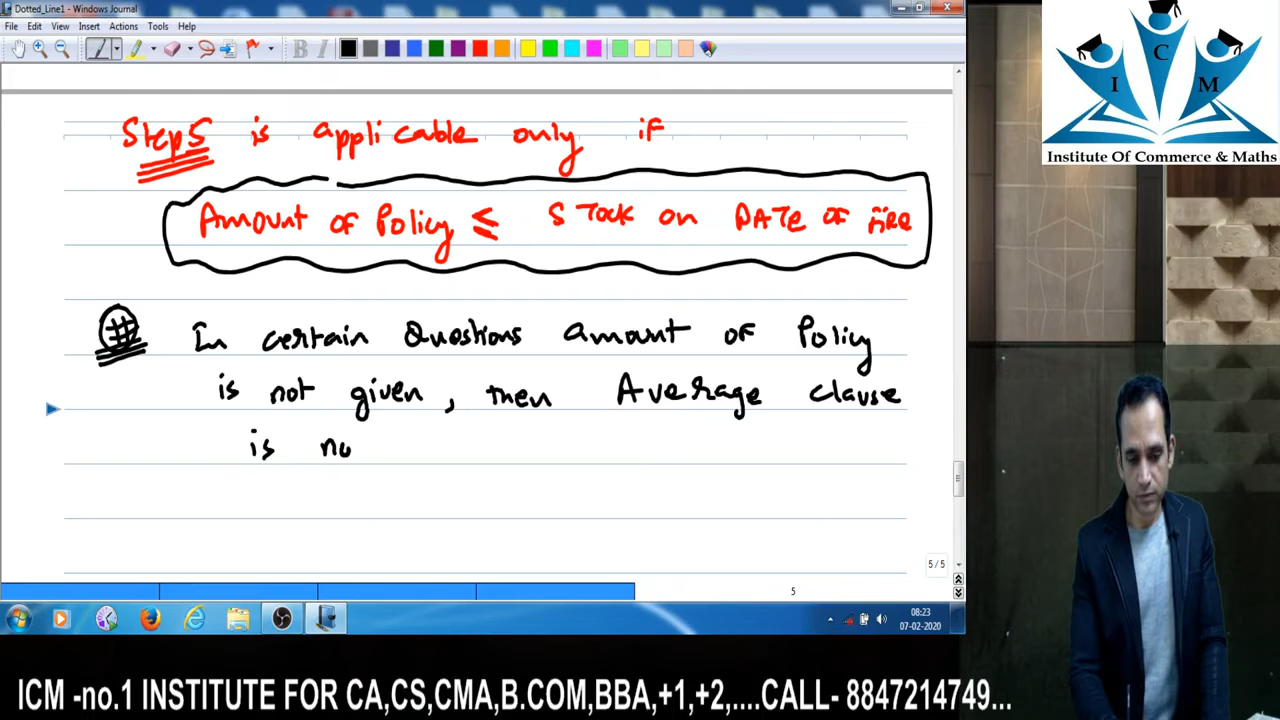 Dotted_Line1 - Windows Journal
File Edit View Insert Actions Tools Help
B I
Step 5 is applicable only if
Amount of Policy ≤ Stock on DATE OF FIRE
# In certain Questions amount of Policy
is not given, then Average clause
is no
5/5
5
08:23
07-02-2020
I C M
Institute Of Commerce & Maths
ICM -no.1 INSTITUTE FOR CA,CS,CMA,B.COM,BBA,+1,+2,....CALL- 8847214749...